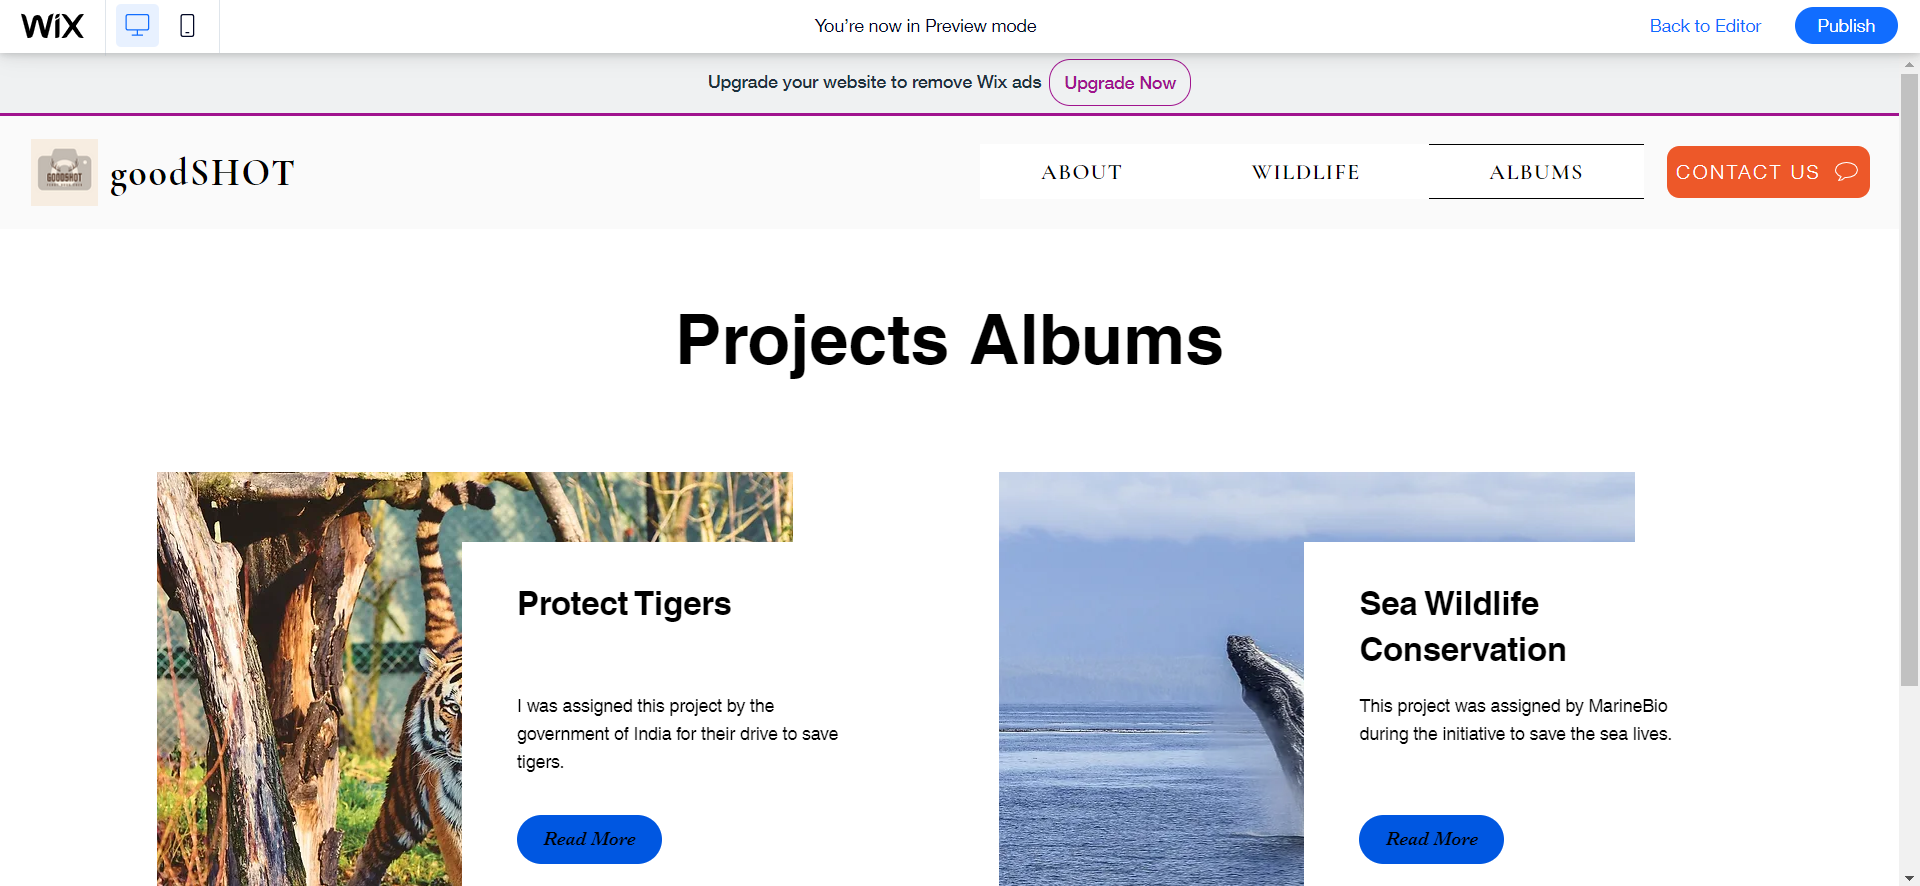 WiX
You’re now in Preview mode
Back to Editor
Publish
Upgrade your website to remove Wix ads
Upgrade Now
GOODSHOT
goodSHOT
ABOUT
WILDLIFE
ALBUMS
CONTACT US
Projects Albums
Protect Tigers
I was assigned this project by the
government of India for their drive to save
tigers.
Read More
Sea Wildlife
Conservation
This project was assigned by MarineBio
during the initiative to save the sea lives.
Read More